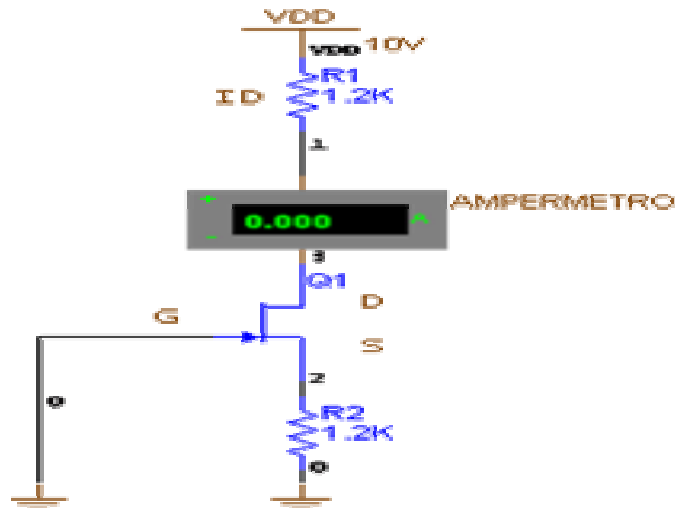 VDD
VDD 10V
R1
ID 1.2K
1
+
AMPERMETRO
0.000 A
-
3
Q1
G D
S
2
0
R2
1.2K
0